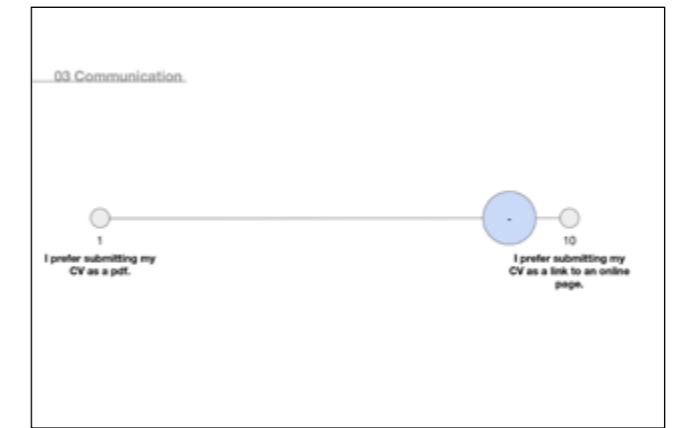 03 Communication
-
1
I prefer submitting my
CV as a pdf.
10
I prefer submitting my
CV as a link to an online
page.